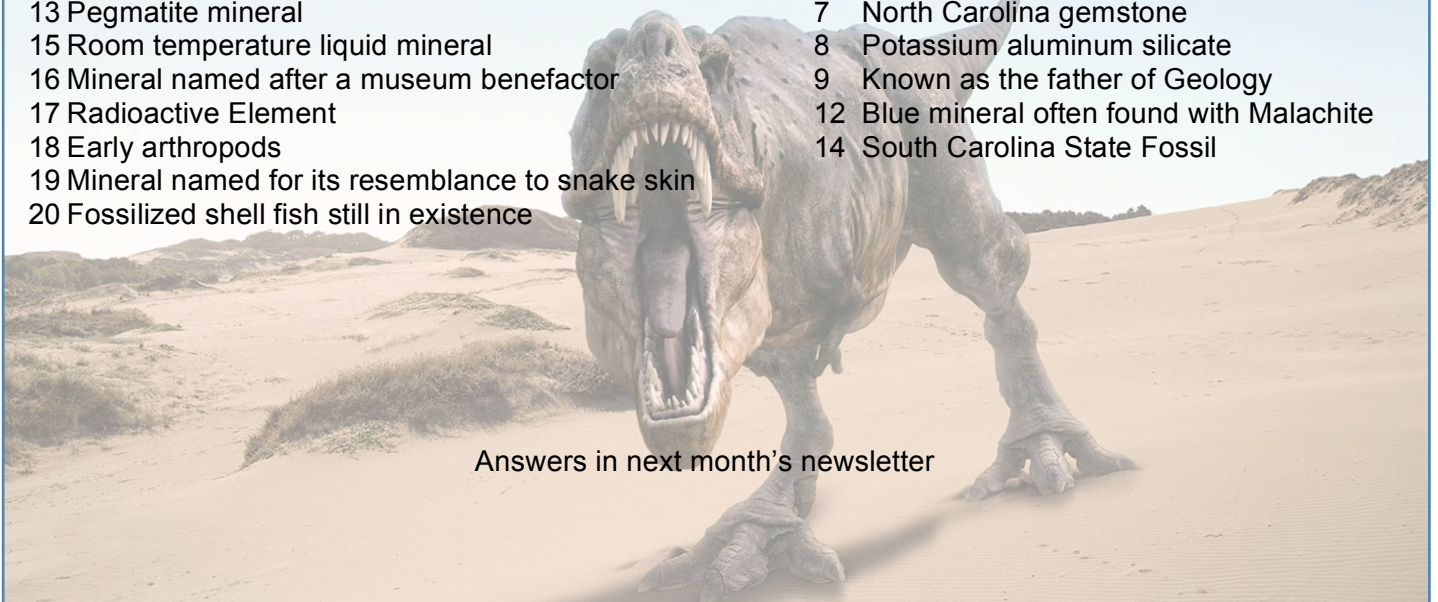 13 Pegmatite mineral
15 Room temperature liquid mineral
16 Mineral named after a museum benefactor
17 Radioactive Element
18 Early arthropods
19 Mineral named for its resemblance to snake skin
20 Fossilized shell fish still in existence
7 North Carolina gemstone
8 Potassium aluminum silicate
9 Known as the father of Geology
12 Blue mineral often found with Malachite
14 South Carolina State Fossil
Answers in next month’s newsletter